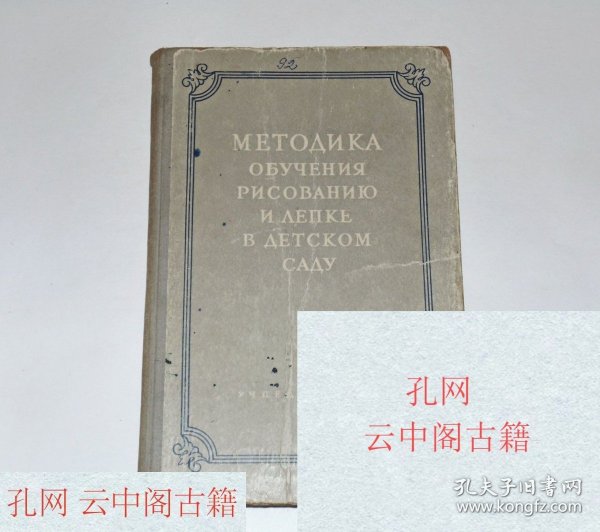 92
МЕТОДИКА
ОБУЧЕНИЯ
РИСОВАНИЮ
И ЛЕПКЕ
В ДЕТСКОМ
САДУ
孔网
云中阁古籍
孔网 云中阁古籍
孔夫子旧书网
www.kongfz.com